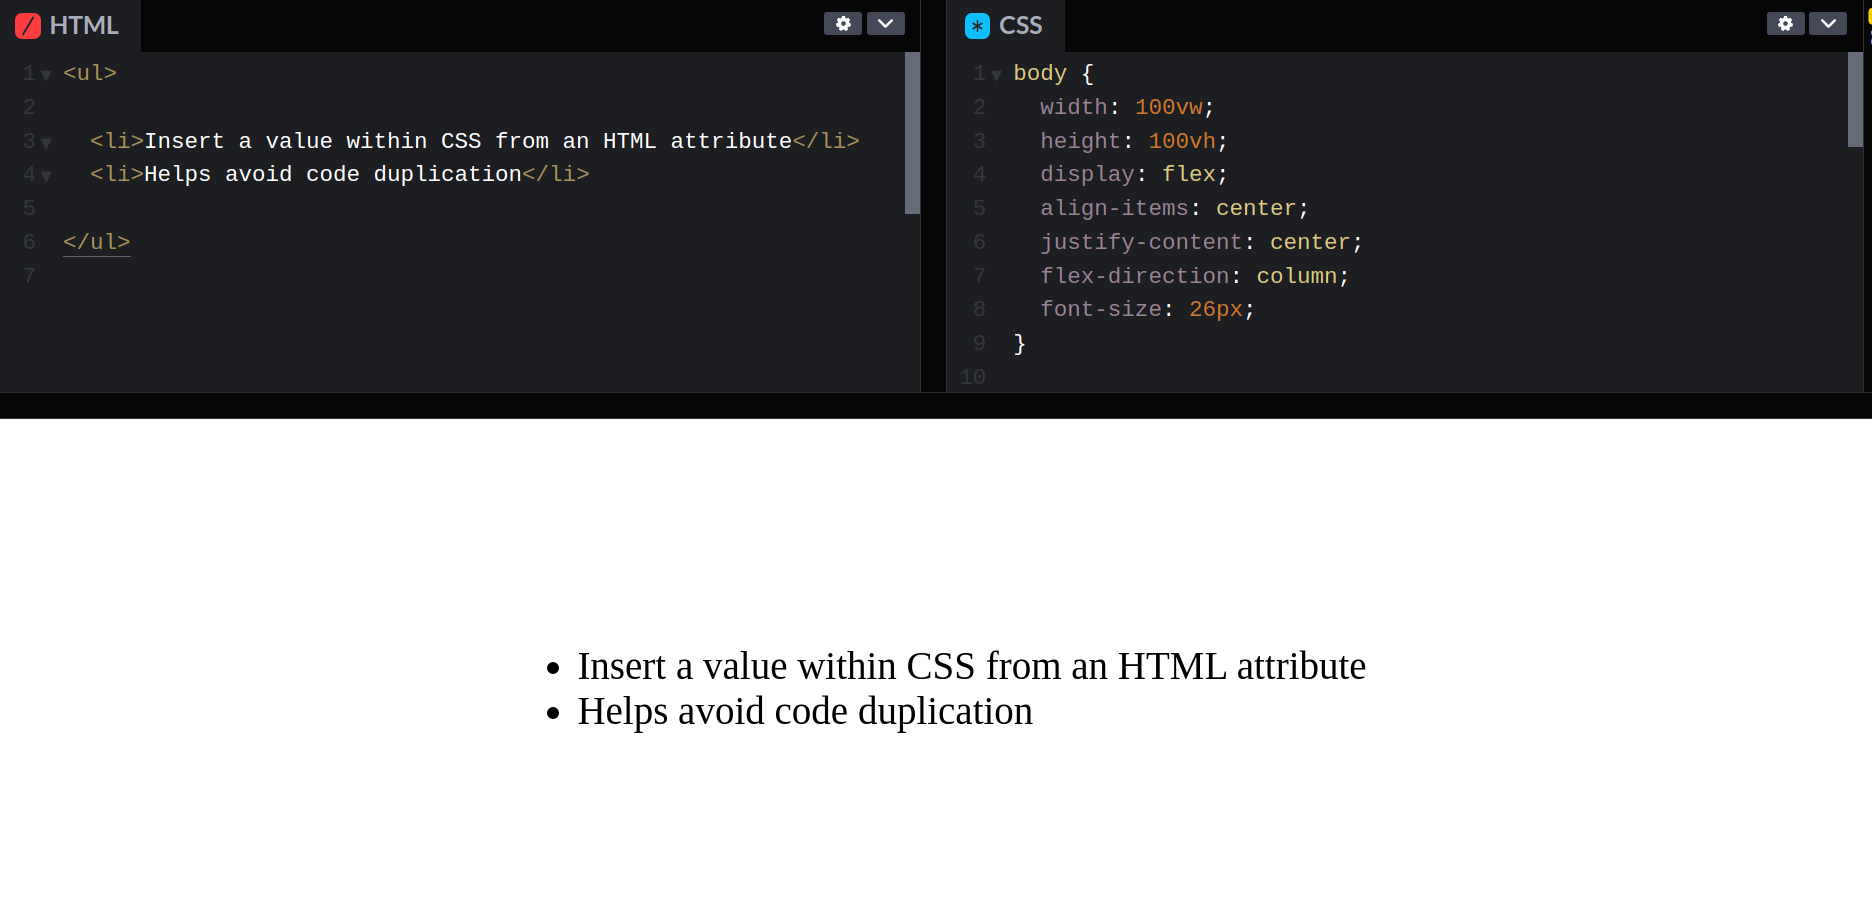 HTML
1 <ul>
2
3 <li>Insert a value within CSS from an HTML attribute</li>
4 <li>Helps avoid code duplication</li>
5
6 </ul>
7
CSS
1 body {
2 width: 100vw;
3 height: 100vh;
4 display: flex;
5 align-items: center;
6 justify-content: center;
7 flex-direction: column;
8 font-size: 26px;
9 }
10
• Insert a value within CSS from an HTML attribute
• Helps avoid code duplication